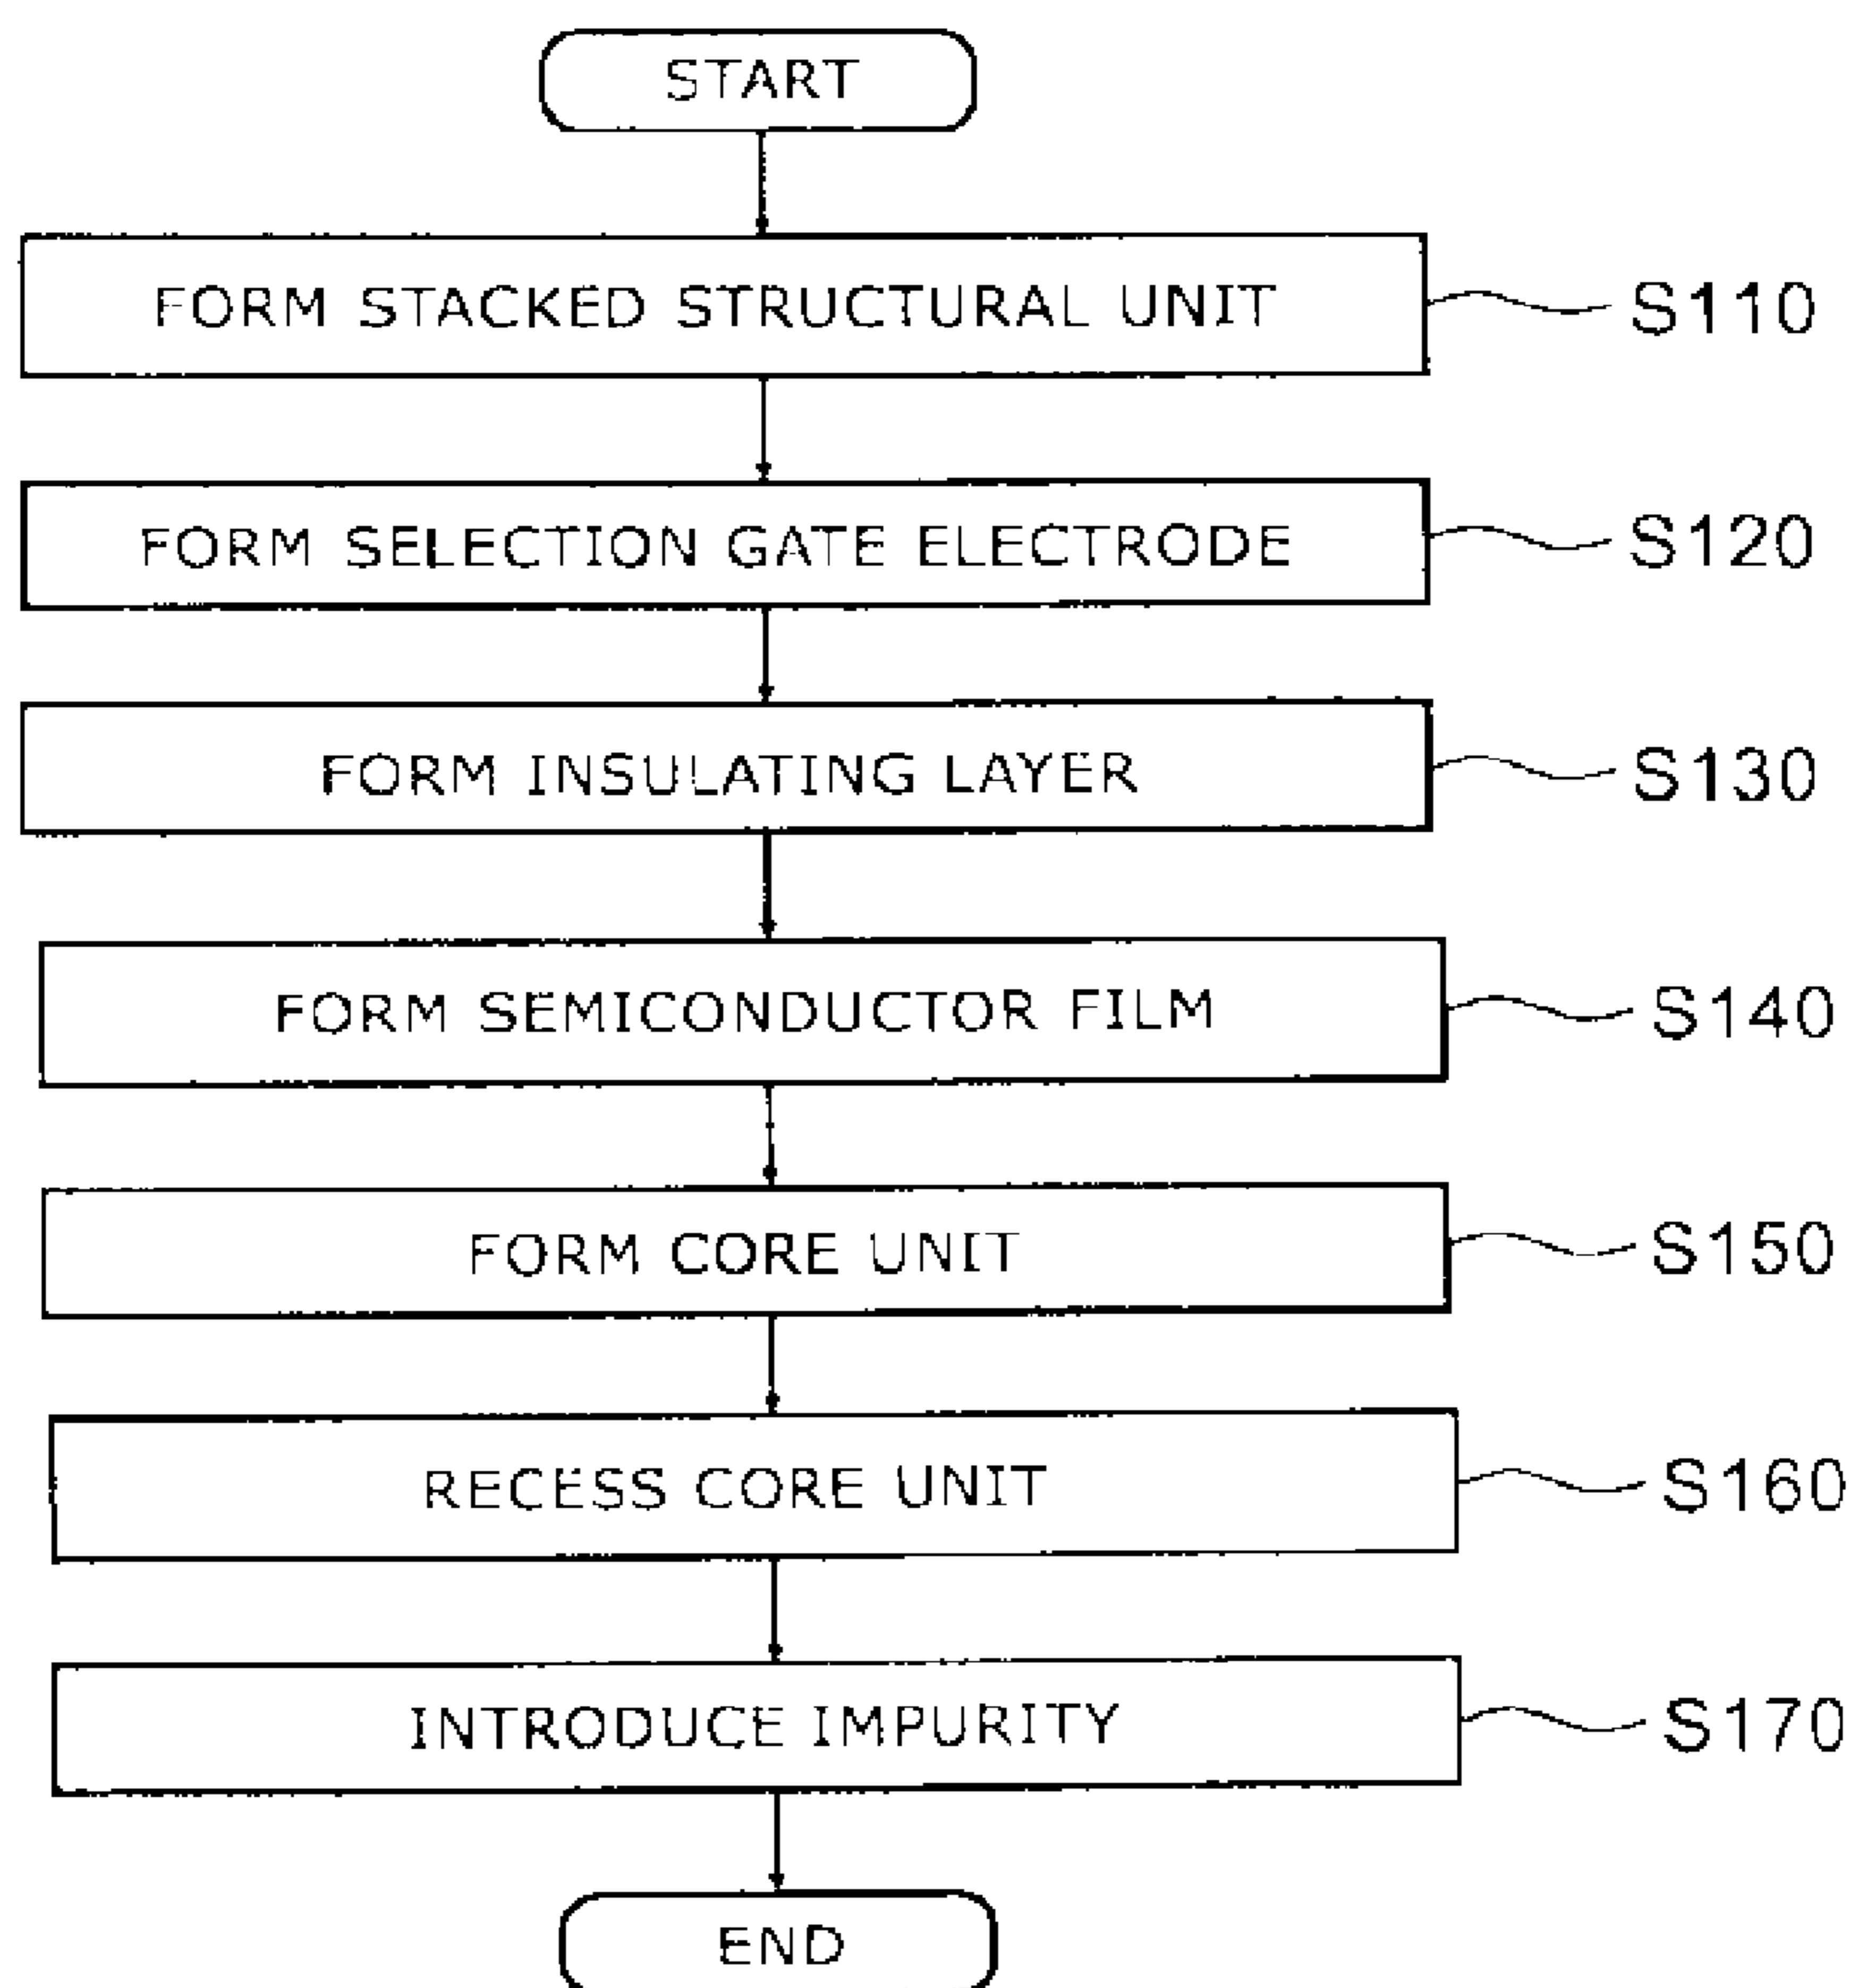 START
FORM STACKED STRUCTURAL UNIT S110
FORM SELECTION GATE ELECTRODE S120
FORM INSULATING LAYER S130
FORM SEMICONDUCTOR FILM S140
FORM CORE UNIT S150
RECESS CORE UNIT S160
INTRODUCE IMPURITY S170
END